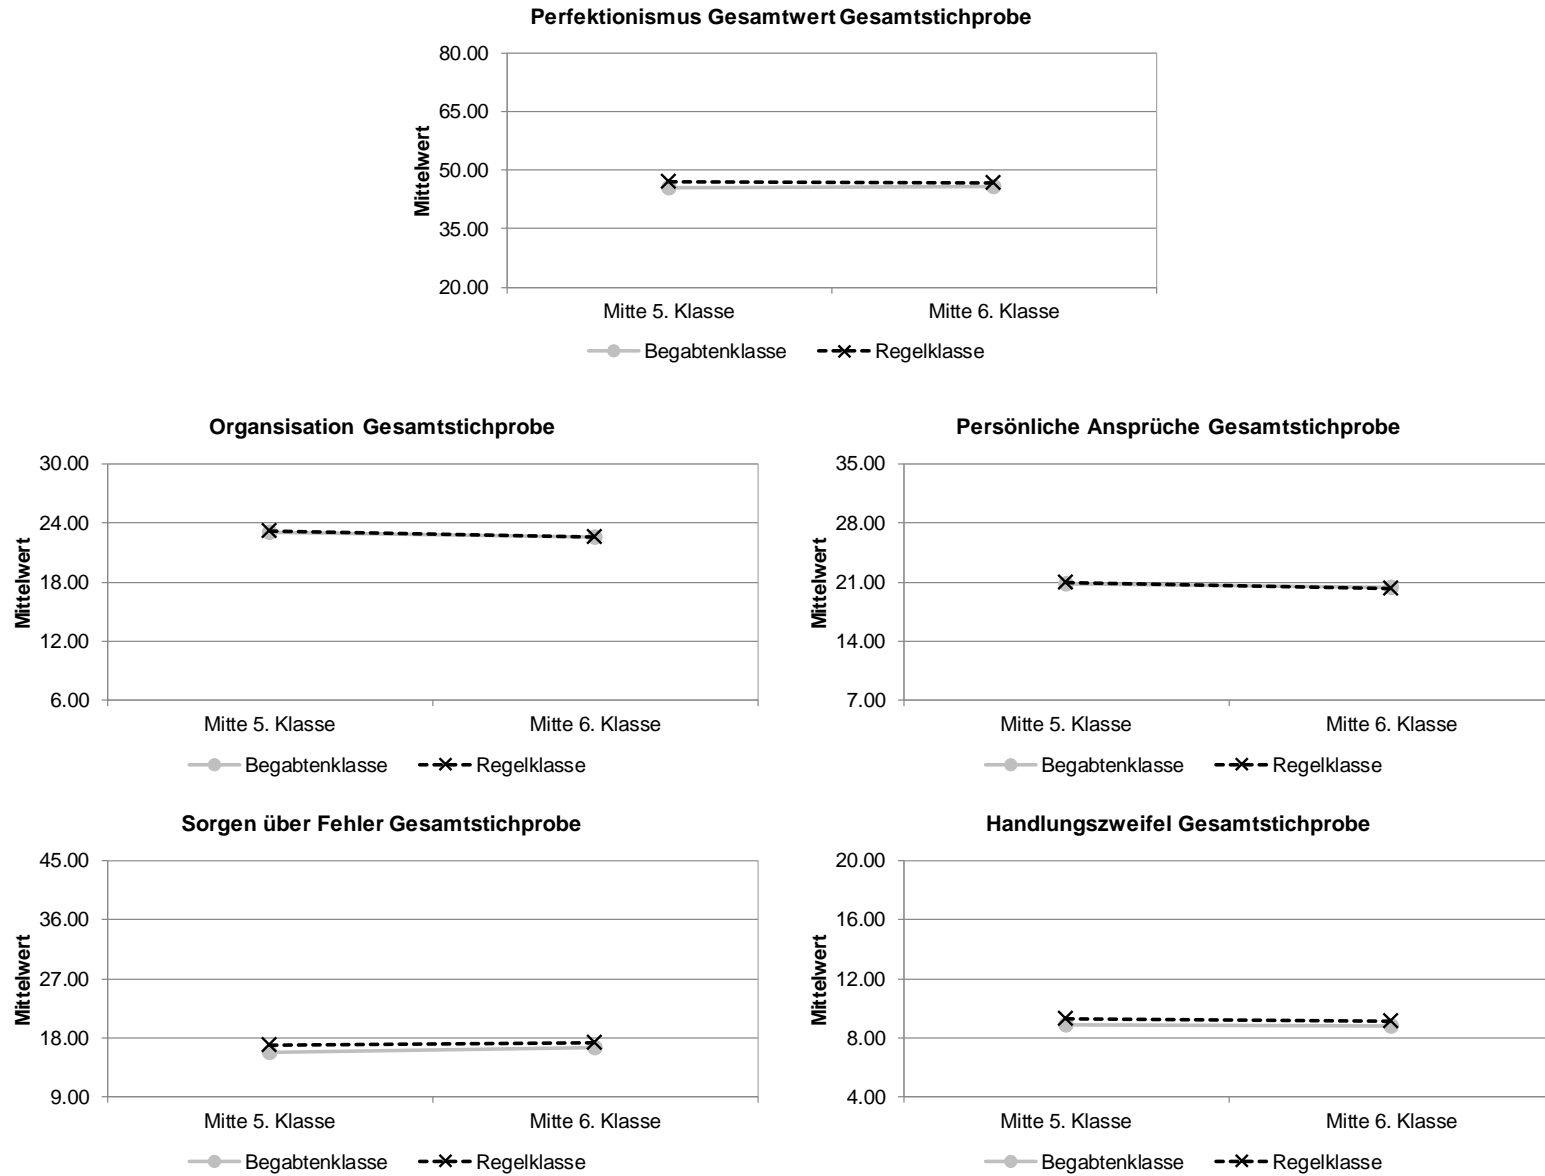 Perfektionismus Gesamtwert Gesamtstichprobe
80.00
65.00
50.00
35.00
20.00
Mittelwert
Mitte 5. Klasse Mitte 6. Klasse
Begabtenklasse Regelklasse
Organsisation Gesamtstichprobe
30.00
24.00
18.00
12.00
6.00
Mittelwert
Mitte 5. Klasse Mitte 6. Klasse
Begabtenklasse Regelklasse
Persönliche Ansprüche Gesamtstichprobe
35.00
28.00
21.00
14.00
7.00
Mittelwert
Mitte 5. Klasse Mitte 6. Klasse
Begabtenklasse Regelklasse
Sorgen über Fehler Gesamtstichprobe
45.00
36.00
27.00
18.00
9.00
Mittelwert
Mitte 5. Klasse Mitte 6. Klasse
Begabtenklasse Regelklasse
Handlungszweifel Gesamtstichprobe
20.00
16.00
12.00
8.00
4.00
Mittelwert
Mitte 5. Klasse Mitte 6. Klasse
Begabtenklasse Regelklasse